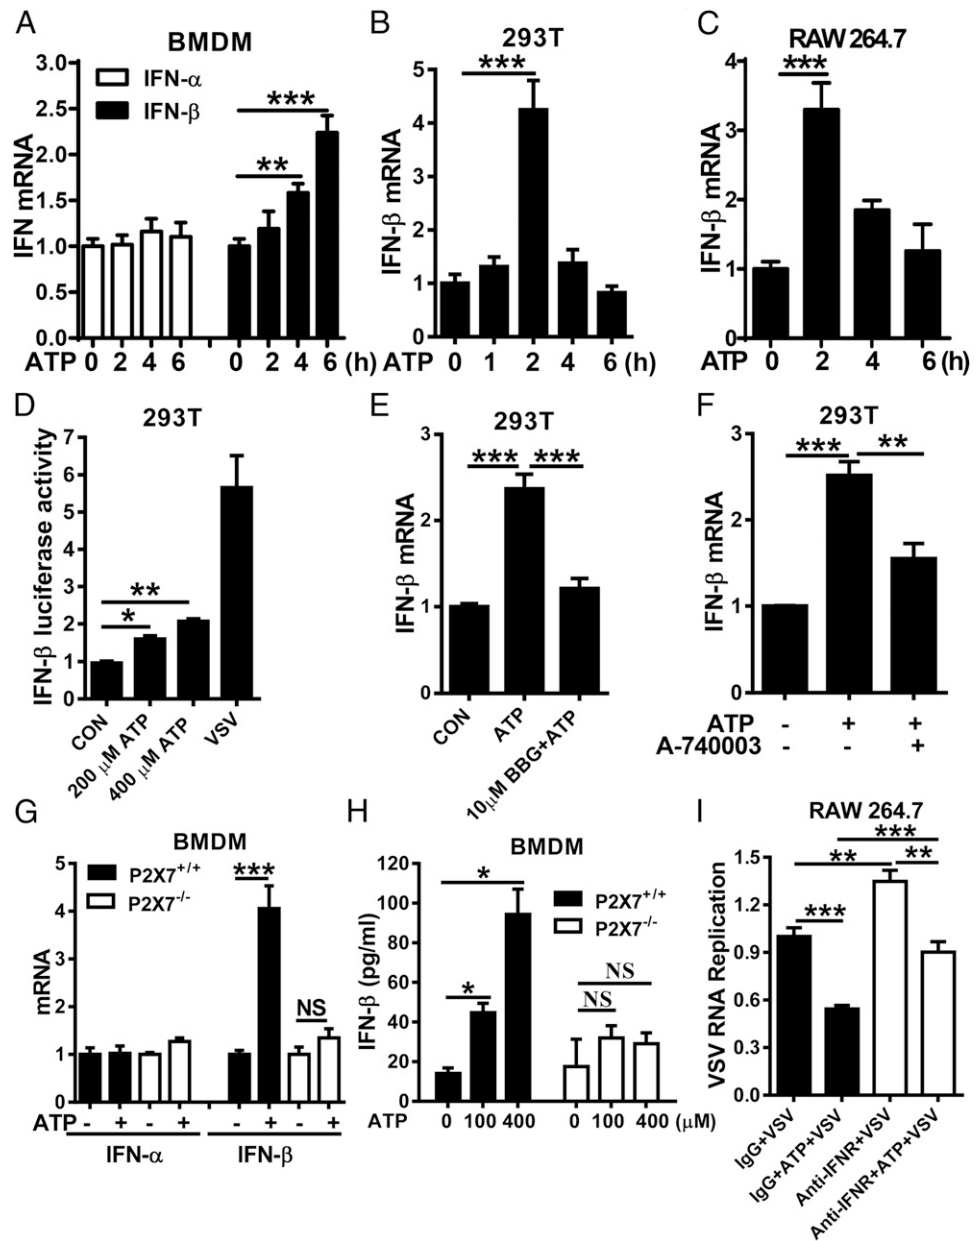 A
BMDM
IFN mRNA
3.0
2.5
2.0
1.5
1.0
0.5
0.0
IFN-α
IFN-β
***
**
ATP 0 2 4 6 0 2 4 6 (h)
B
293T
IFN-β mRNA
5
4
3
2
1
0
***
ATP 0 1 2 4 6 (h)
C
RAW 264.7
IFN-β mRNA
4
3
2
1
0
***
ATP 0 2 4 6 (h)
D
293T
IFN-β luciferase activity
7
6
5
4
3
2
1
0
**
*
CON
200 μM ATP
400 μM ATP
VSV
E
293T
IFN-β mRNA
3
2
1
0
*** ***
CON
ATP
10μM BBG+ATP
F
293T
IFN-β mRNA
3
2
1
0
*** **
ATP - + +
A-740003 - - +
G
BMDM
mRNA
5
4
3
2
1
0
P2X7+/+
P2X7-/-
***
NS
ATP - + - + - + - +
IFN-α IFN-β
H
BMDM
IFN-β (pg/ml)
120
100
80
60
40
20
0
P2X7+/+
P2X7-/-
*
*
NS
NS
ATP 0 100 400 0 100 400 (μM)
I
RAW 264.7
VSV RNA Replication
1.5
1.2
0.9
0.6
0.3
0.0
***
** **
***
IgG+VSV
IgG+ATP+VSV
Anti-IFNR+VSV
Anti-IFNR+ATP+VSV